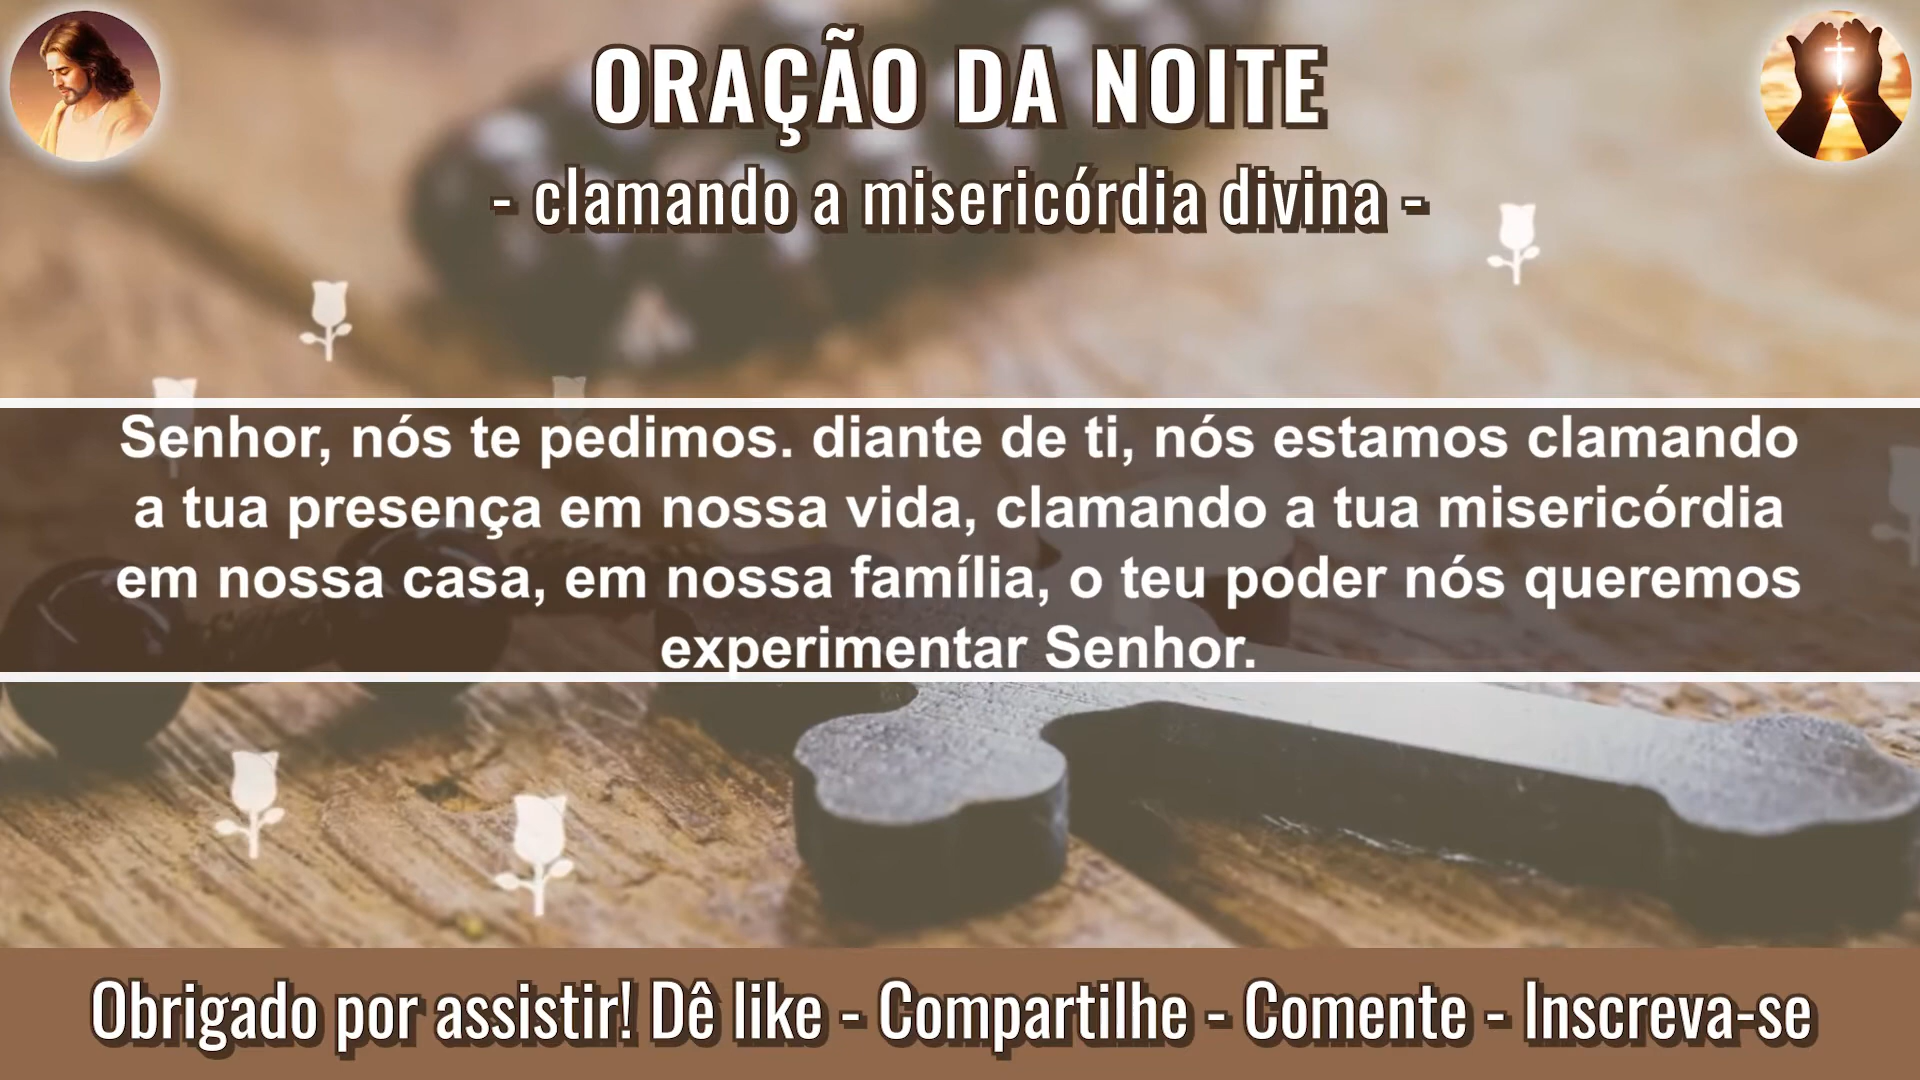 ORAÇÃO DA NOITE
- clamando a misericórdia divina -
Senhor, nós te pedimos. diante de ti, nós estamos clamando
a tua presença em nossa vida, clamando a tua misericórdia
em nossa casa, em nossa família, o teu poder nós queremos
experimentar Senhor.
Obrigado por assistir! Dê like - Compartilhe - Comente - Inscreva-se